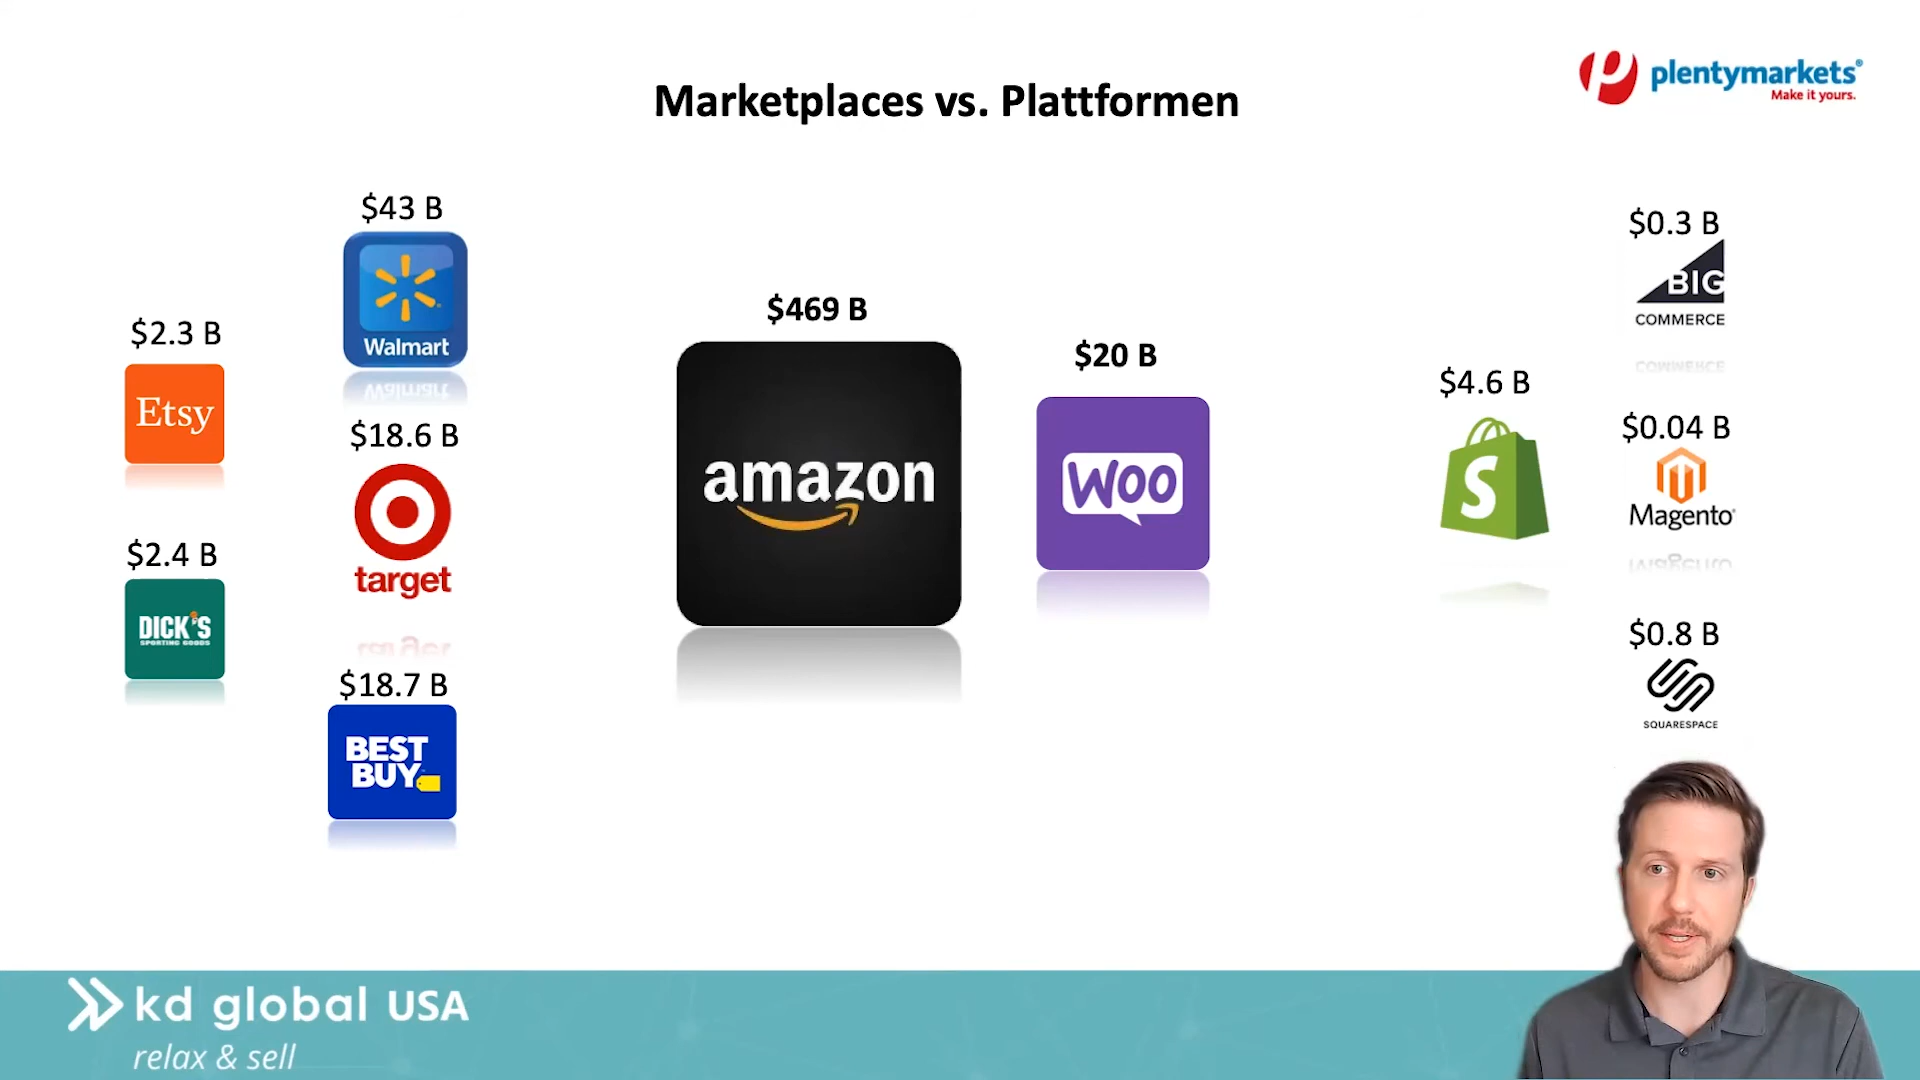 plentymarkets®
Make it yours.
Marketplaces vs. Plattformen
$43 B
Walmart
$2.3 B
Etsy
$18.6 B
target
$2.4 B
DICK'S
SPORTING GOODS
$18.7 B
BEST
BUY
$469 B
amazon
$20 B
WOO
$4.6 B
S
$0.3 B
BIG
COMMERCE
$0.04 B
Magento®
$0.8 B
SQUARESPACE
kd global USA
relax & sell